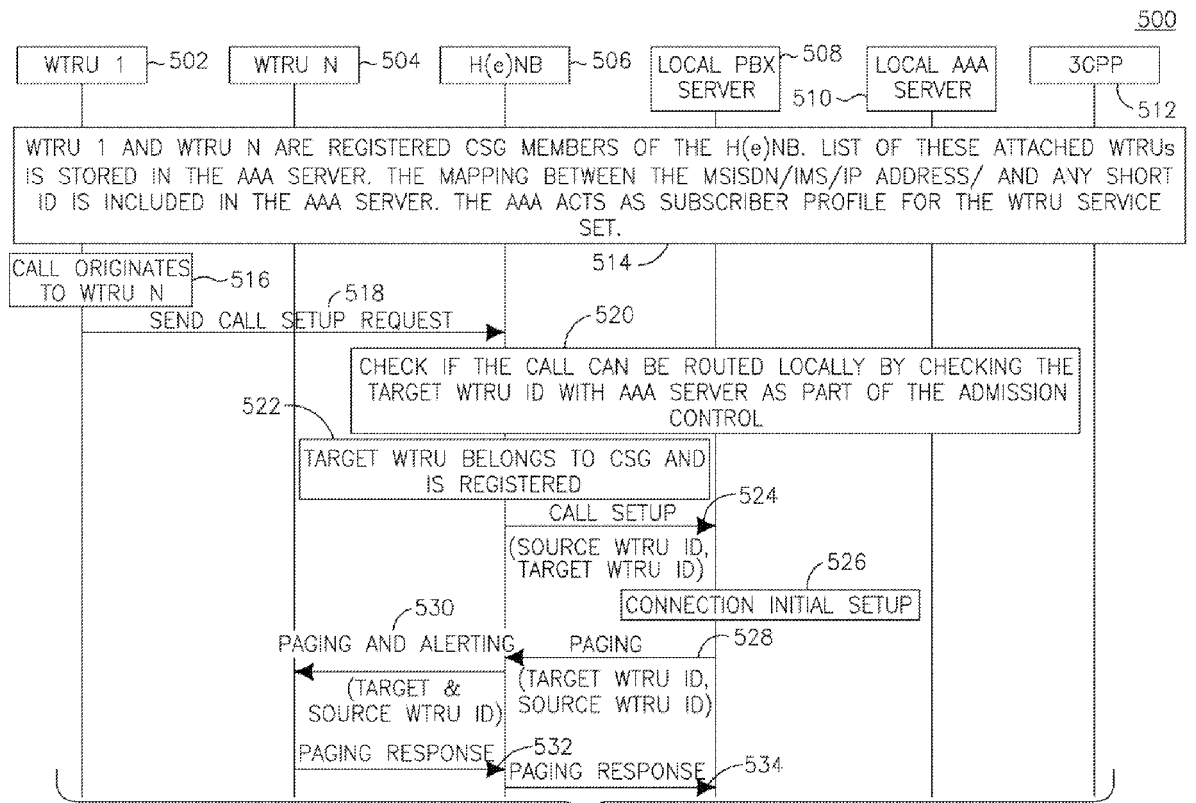 500
WTRU 1
502
WTRU N
504
H(e)NB
506
LOCAL PBX
SERVER
508
LOCAL AAA
SERVER
510
3CPP
512
WTRU 1 AND WTRU N ARE REGISTERED CSG MEMBERS OF THE H(e)NB. LIST OF THESE ATTACHED WTRUs
IS STORED IN THE AAA SERVER. THE MAPPING BETWEEN THE MSISDN/IMS/IP ADDRESS/ AND ANY SHORT
ID IS INCLUDED IN THE AAA SERVER. THE AAA ACTS AS SUBSCRIBER PROFILE FOR THE WTRU SERVICE
SET.
514
CALL ORIGINATES
TO WTRU N
516
518
SEND CALL SETUP REQUEST
520
CHECK IF THE CALL CAN BE ROUTED LOCALLY BY CHECKING THE
TARGET WTRU ID WITH AAA SERVER AS PART OF THE ADMISSION
CONTROL
522
TARGET WTRU BELONGS TO CSG AND
IS REGISTERED
CALL SETUP
524
(SOURCE WTRU ID,
TARGET WTRU ID)
526
CONNECTION INITIAL SETUP
530
PAGING AND ALERTING
PAGING
528
(TARGET &
SOURCE WTRU ID)
(TARGET WTRU ID,
SOURCE WTRU ID)
PAGING RESPONSE
532
PAGING RESPONSE
534